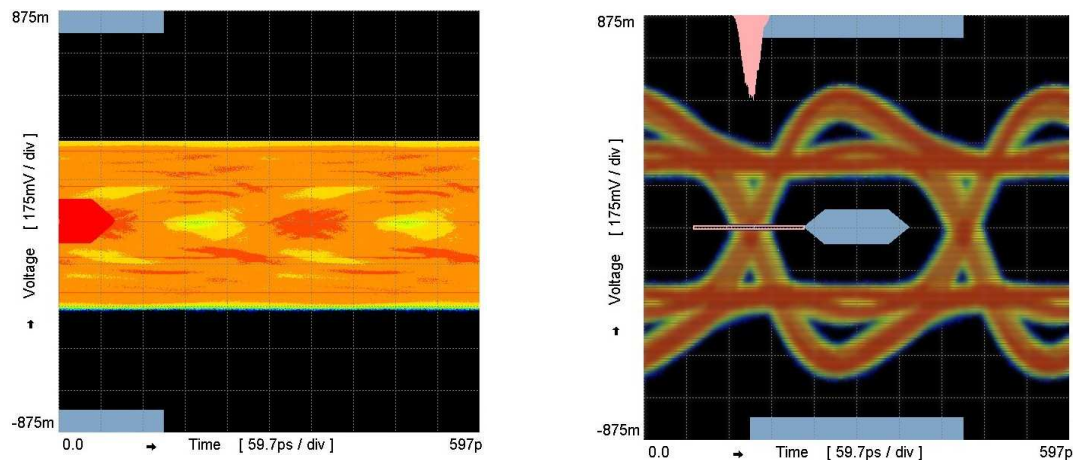 875m
Voltage [ 175mV / div ]
-875m
0.0 Time [ 59.7ps / div ] 597p
875m
Voltage [ 175mV / div ]
-875m
0.0 Time [ 59.7ps / div ] 597p